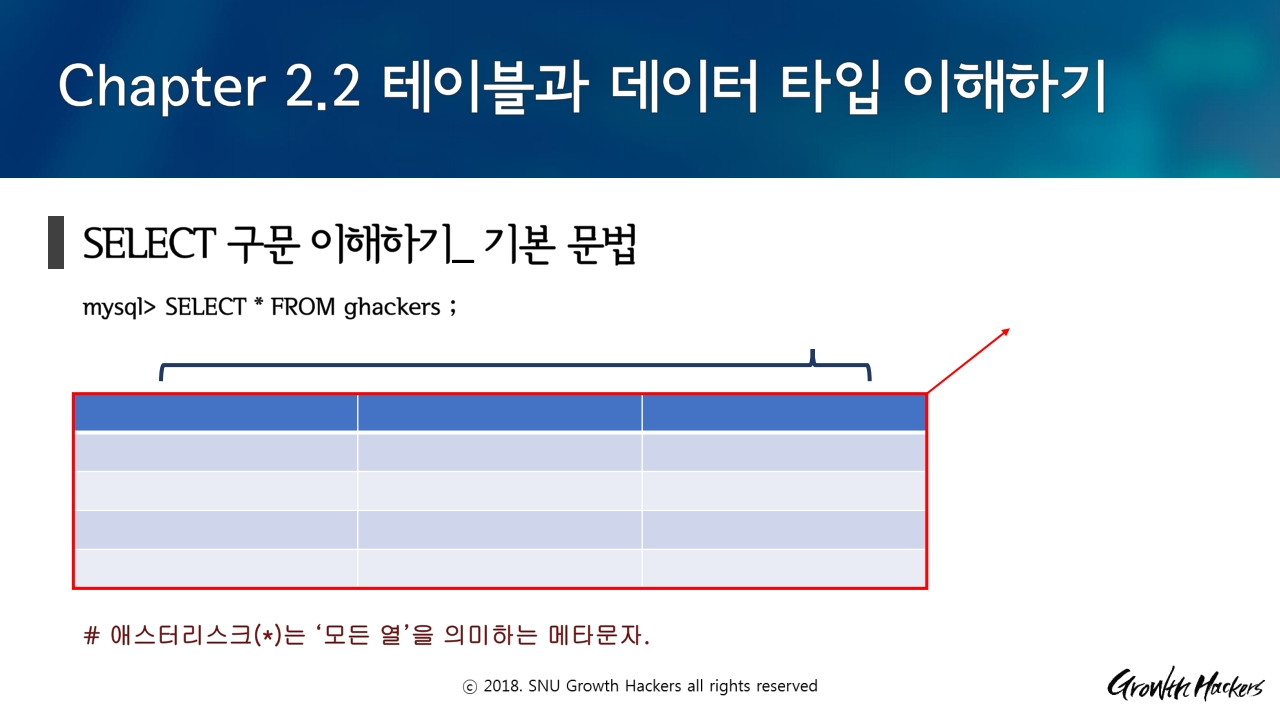 Chapter 2.2 테이블과 데이터 타입 이해하기
SELECT 구문 이해하기_ 기본 문법
mysql> SELECT * FROM ghackers ;
# 애스터리스크(*)는 ‘모든 열’을 의미하는 메타문자.
ⓒ 2018. SNU Growth Hackers all rights reserved
Growth Hackers